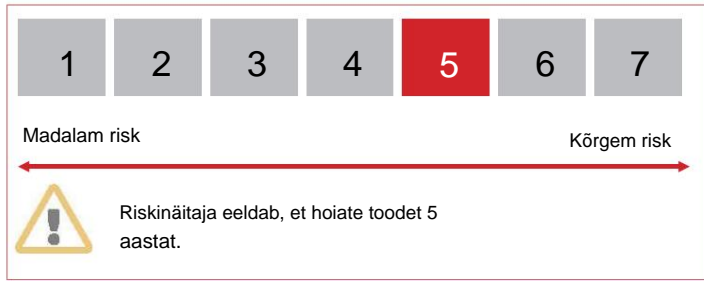 1 2 3 4 5 6 7
Madalam risk Kõrgem risk
Riskinäitaja eeldab, et hoiate toodet 5
aastat.